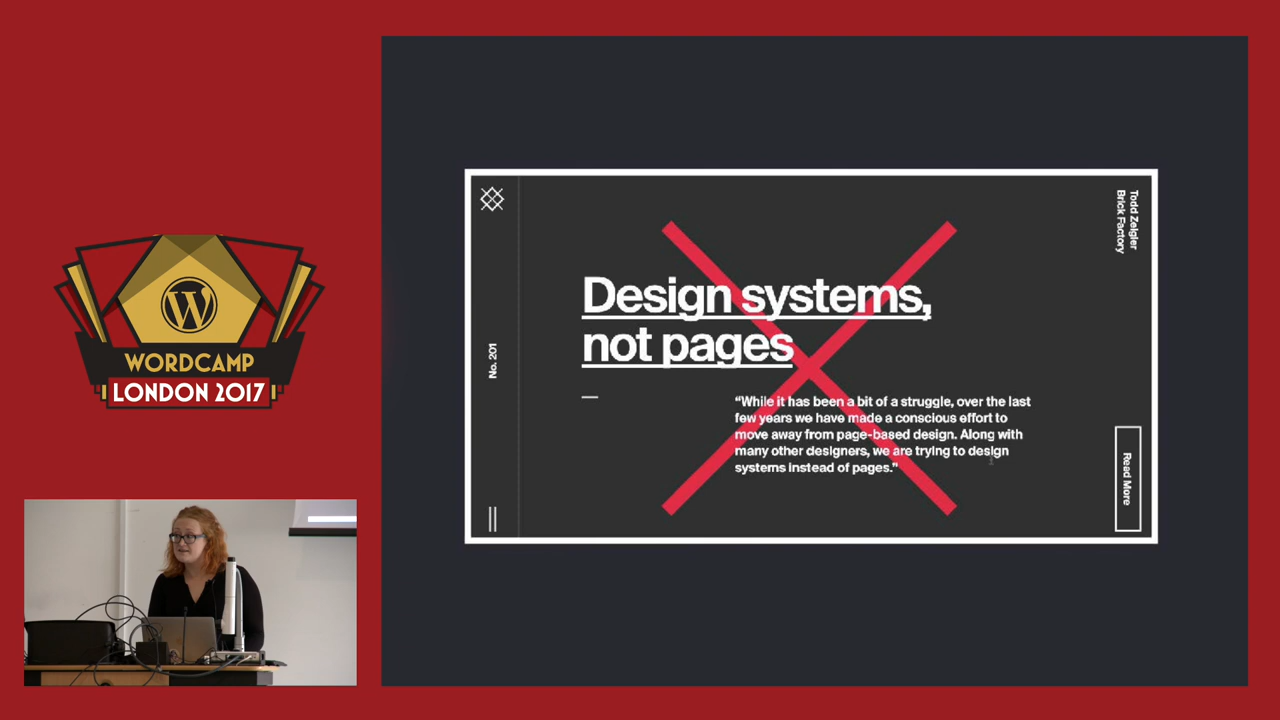 WORDCAMP
LONDON 2017
Todd Zeigler
Brick Factory
No. 201
Design systems,
not pages
“While it has been a bit of a struggle, over the last
few years we have made a conscious effort to
move away from page-based design. Along with
many other designers, we are trying to design
systems instead of pages.”
Read More